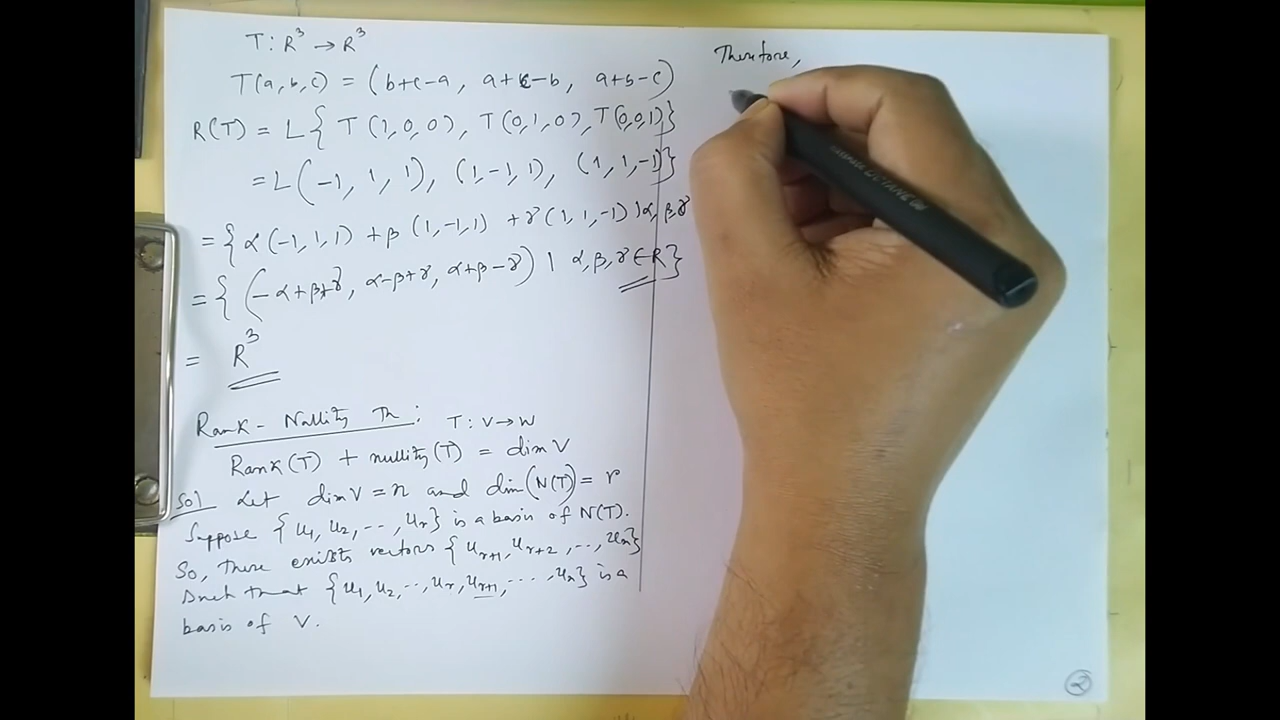 T: R³ → R³
T(a, b, c) = (b+c-a, a+c-b, a+b-c)
R(T) = L{ T(1,0,0), T(0,1,0), T(0,0,1)}
= L(-1, 1, 1), (1,-1,1), (1,1,-1)}
= { α(-1,1,1) + β(1,-1,1) + γ(1,1,-1) | α, β, γ
= { (-α+β+γ, α-β+γ, α+β-γ) | α, β, γ ∈ R}
= R³
Rank-Nullity Th: T: V → W
Rank(T) + nullity(T) = dim V
Sol Let dim V = n and dim(N(T)) = r
Suppose {u₁, u₂, ..., uᵣ} is a basis of N(T).
So, there exists vectors {uᵣ₊₁, uᵣ₊₂, ..., uₙ}
such that {u₁, u₂, .., uᵣ, uᵣ₊₁, ...., uₙ} is a
basis of V.
Therefore,
OCTANE
2